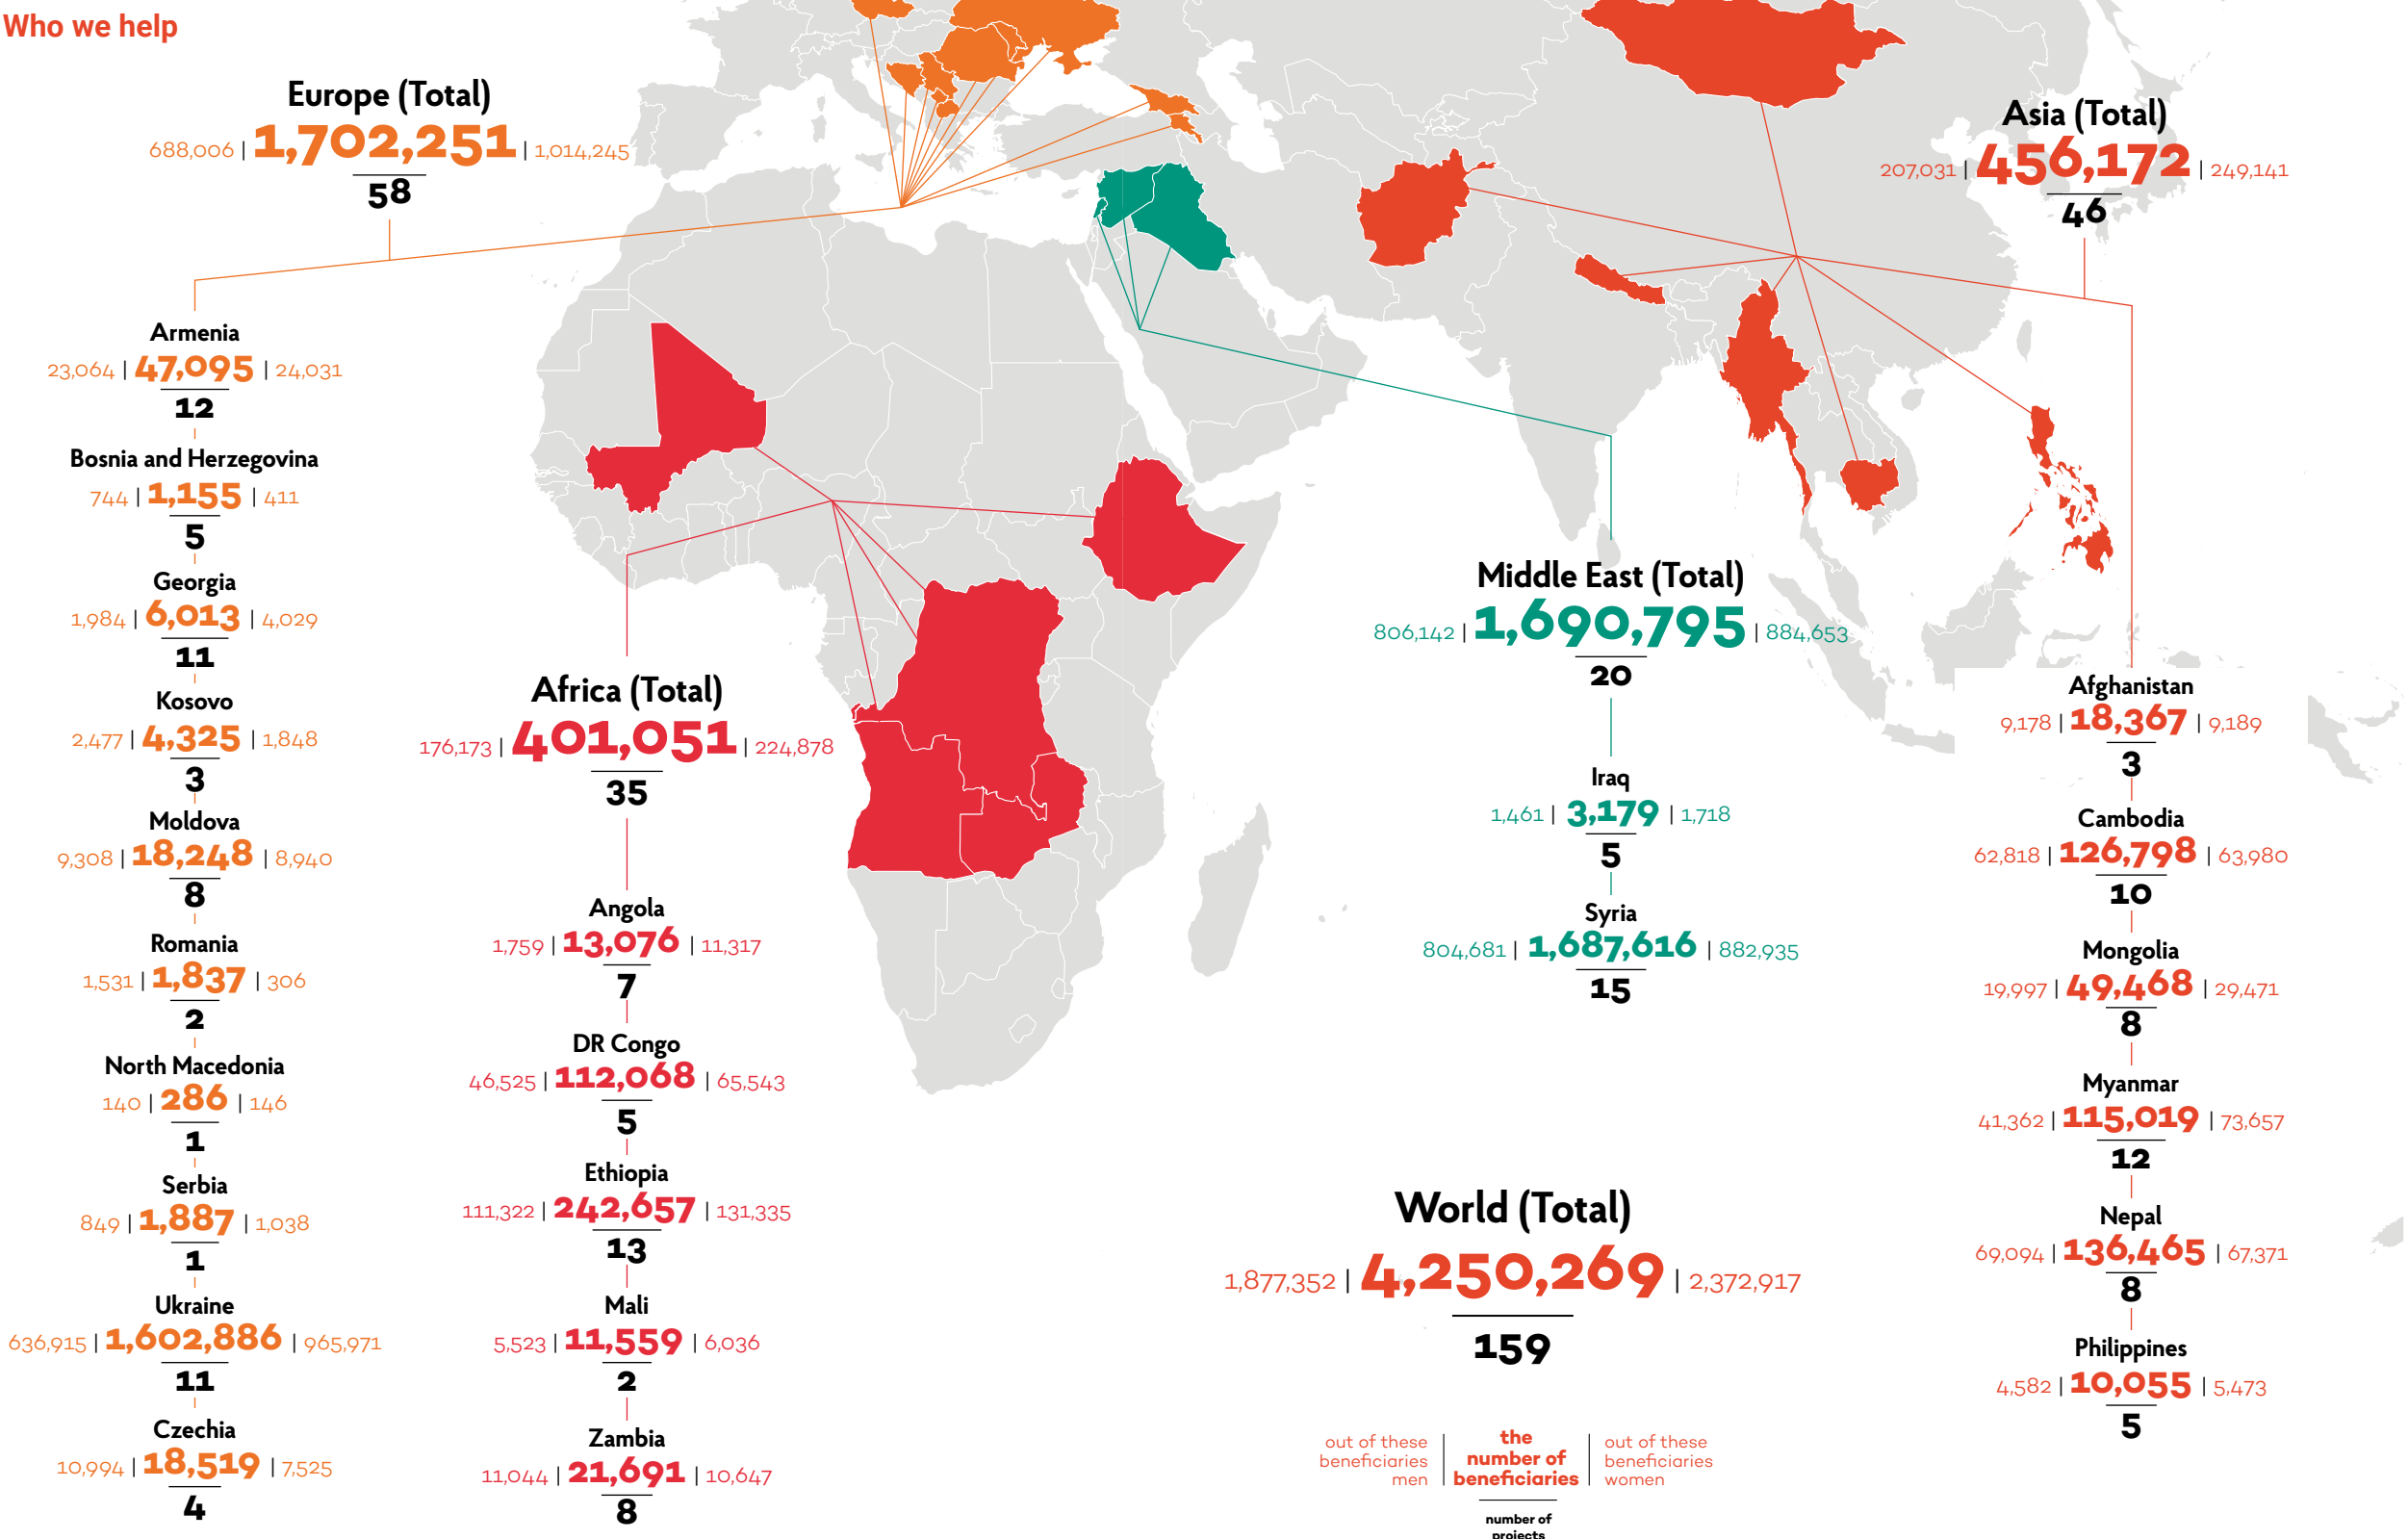 Who we help
Europe (Total)
688,006 | 1,702,251 | 1,014,245
58
Armenia
23,064 | 47,095 | 24,031
12
Bosnia and Herzegovina
744 | 1,155 | 411
5
Georgia
1,984 | 6,013 | 4,029
11
Kosovo
2,477 | 4,325 | 1,848
3
Moldova
9,308 | 18,248 | 8,940
8
Romania
1,531 | 1,837 | 306
2
North Macedonia
140 | 286 | 146
1
Serbia
849 | 1,887 | 1,038
1
Ukraine
636,915 | 1,602,886 | 965,971
11
Czechia
10,994 | 18,519 | 7,525
4
Africa (Total)
176,173 | 401,051 | 224,878
35
Angola
1,759 | 13,076 | 11,317
7
DR Congo
46,525 | 112,068 | 65,543
5
Ethiopia
111,322 | 242,657 | 131,335
13
Mali
5,523 | 11,559 | 6,036
2
Zambia
11,044 | 21,691 | 10,647
8
Middle East (Total)
806,142 | 1,690,795 | 884,653
20
Iraq
1,461 | 3,179 | 1,718
5
Syria
804,681 | 1,687,616 | 882,935
15
Asia (Total)
207,031 | 456,172 | 249,141
46
Afghanistan
9,178 | 18,367 | 9,189
3
Cambodia
62,818 | 126,798 | 63,980
10
Mongolia
19,997 | 49,468 | 29,471
8
Myanmar
41,362 | 115,019 | 73,657
12
Nepal
69,094 | 136,465 | 67,371
8
Philippines
4,582 | 10,055 | 5,473
5
World (Total)
1,877,352 | 4,250,269 | 2,372,917
159
out of these
beneficiaries
men
the
number of
beneficiaries
out of these
beneficiaries
women
number of
projects